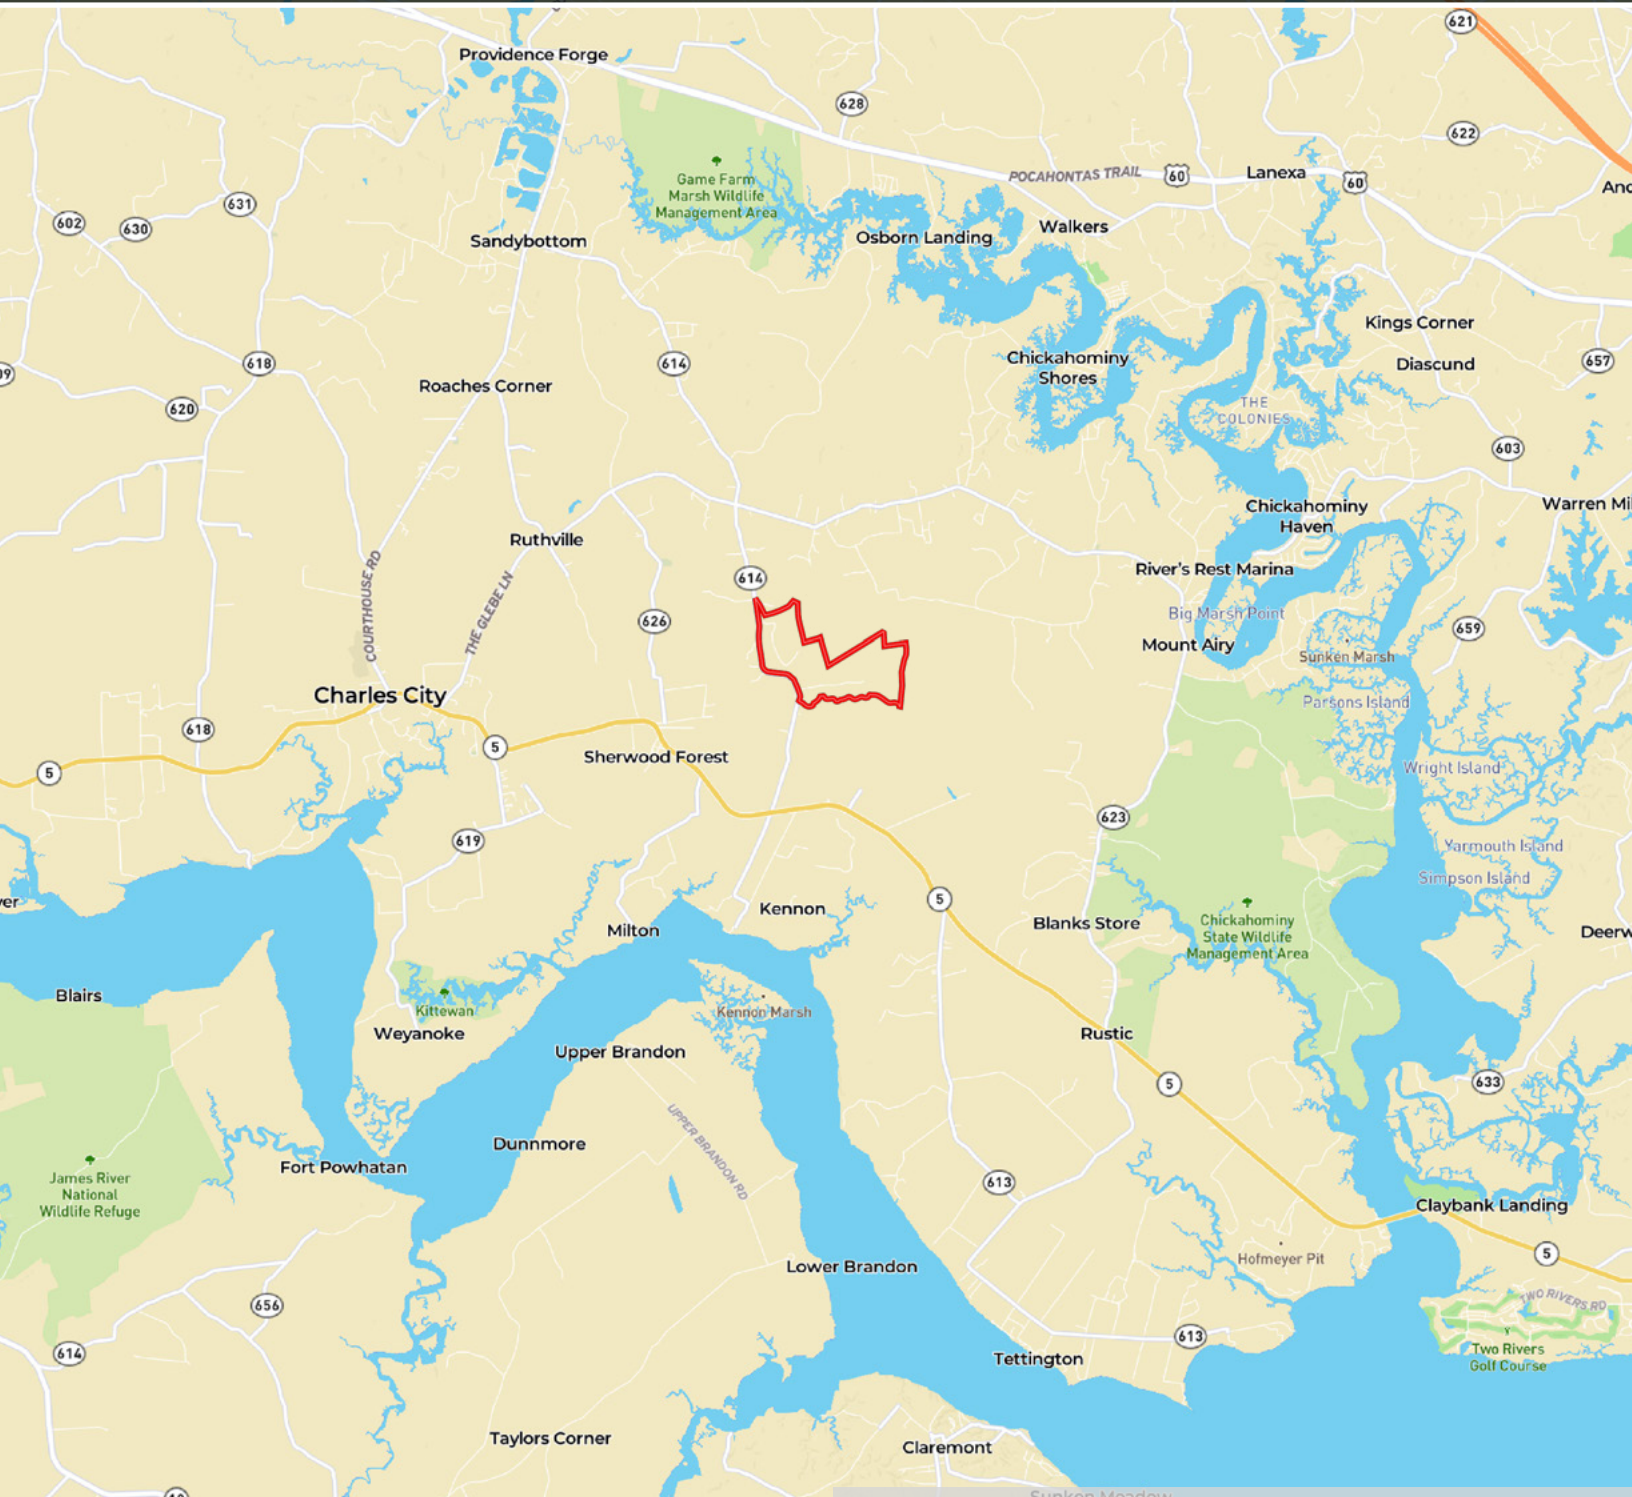 621
Providence Forge
628
622
Game Farm
Marsh Wildlife
Management Area
POCAHONTAS TRAIL
60
Lanexa
60
631
602
630
Sandybottom
Osborn Landing
Walkers
Kings Corner
618
614
Chickahominy
Shores
Diascund
657
Roaches Corner
620
THE
COLONIES
603
Chickahominy
Haven
Ruthville
COURTHOUSE RD
THE GLEBE LN
614
River's Rest Marina
626
Big Marsh Point
659
Mount Airy
Sunken Marsh
Charles City
Parsons Island
618
5
Sherwood Forest
Wright Island
5
623
619
Yarmouth Island
Simpson Island
5
Kennon
Milton
Blanks Store
Chickahominy
State Wildlife
Management Area
Blairs
Kittewan
Kennon Marsh
Weyanoke
Rustic
Upper Brandon
5
633
UPPER BRANDON RD
Dunnmore
Fort Powhatan
James River
National
Wildlife Refuge
613
Claybank Landing
5
Hofmeyer Pit
Lower Brandon
656
TWO RIVERS RD
613
614
Tettington
Two Rivers
Golf Course
Taylors Corner
Claremont